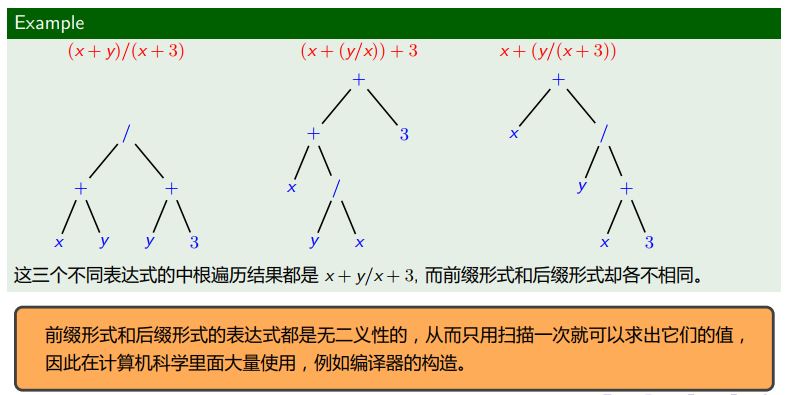 Example
(x + y)/(x + 3)
(x + (y/x)) + 3
x + (y/(x + 3))
+
+
/
+
3
x
/
+
+
x
/
y
+
x
y
y
3
y
x
x
3
这三个不同表达式的中根遍历结果都是 x + y/x + 3, 而前缀形式和后缀形式却各不相同。
前缀形式和后缀形式的表达式都是无二义性的，从而只用扫描一次就可以求出它们的值，
因此在计算机科学里面大量使用，例如编译器的构造。